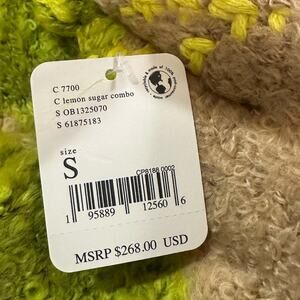 C 7700
C lemon sugar combo
S OB1325070
S 61875183
size
S
CP8188 0002
1 95889 12560 6
MSRP $268.00 USD